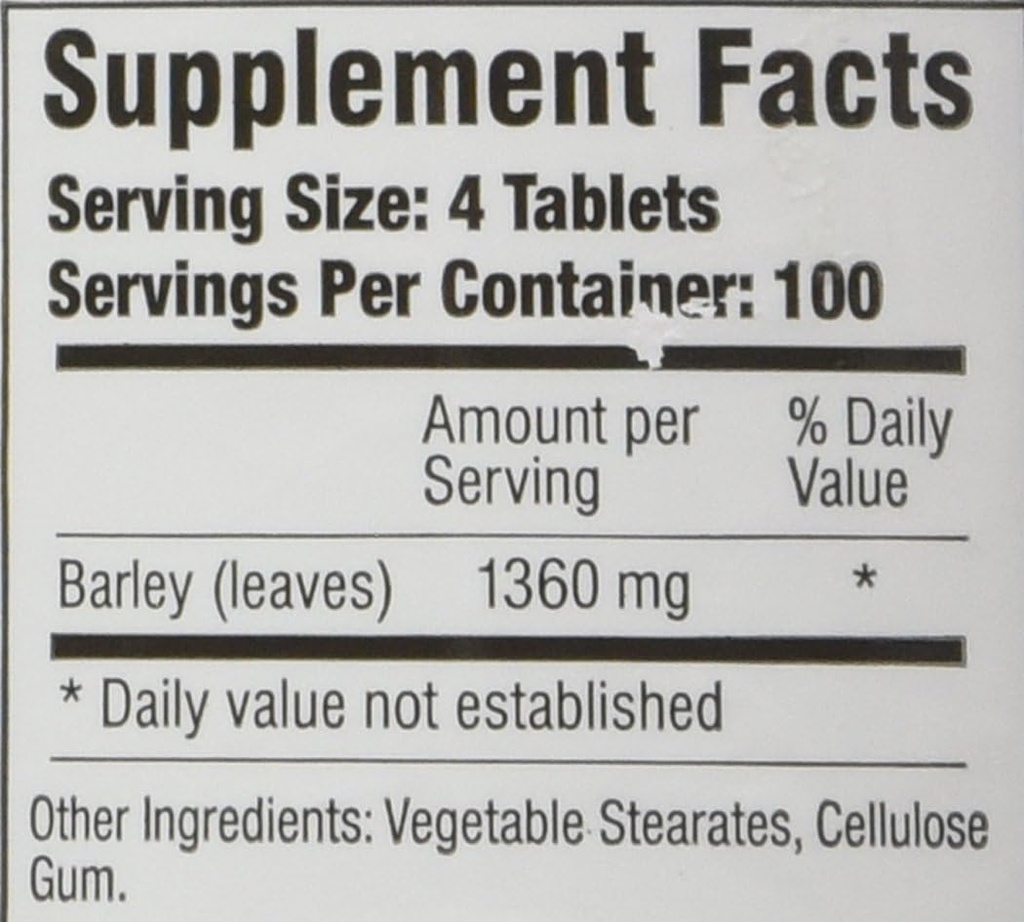 Supplement Facts
Serving Size: 4 Tablets
Servings Per Container: 100
Amount per % Daily
Serving Value
Barley (leaves) 1360 mg *
* Daily value not established
Other Ingredients: Vegetable Stearates, Cellulose
Gum.